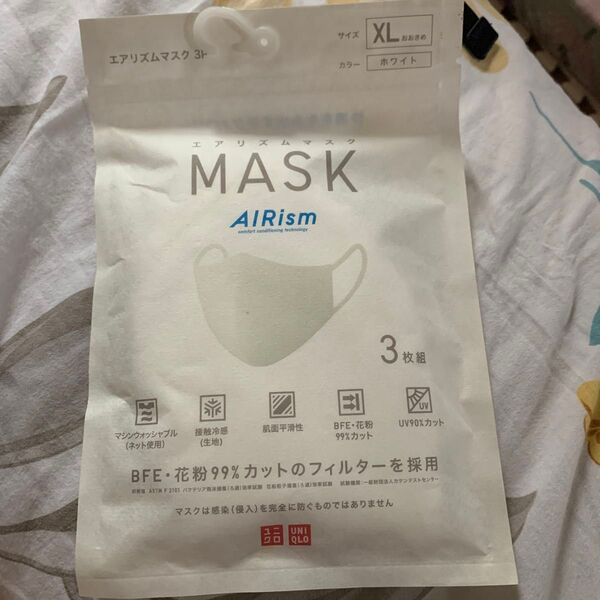 エアリズムマスク 3P
サイズ XL おおきめ
カラー ホワイト
エアリズムマスク
MASK
AIRism
comfort conditioning technology
3枚組
マシンウォッシャブル
(ネット使用)
接触冷感
(生地)
肌面平滑性
BFE・花粉
99%カット
UV
UV90%カット
BFE・花粉99%カットのフィルターを採用
マスクは感染(侵入)を完全に防ぐものではありません
ユニクロ
UNIQLO